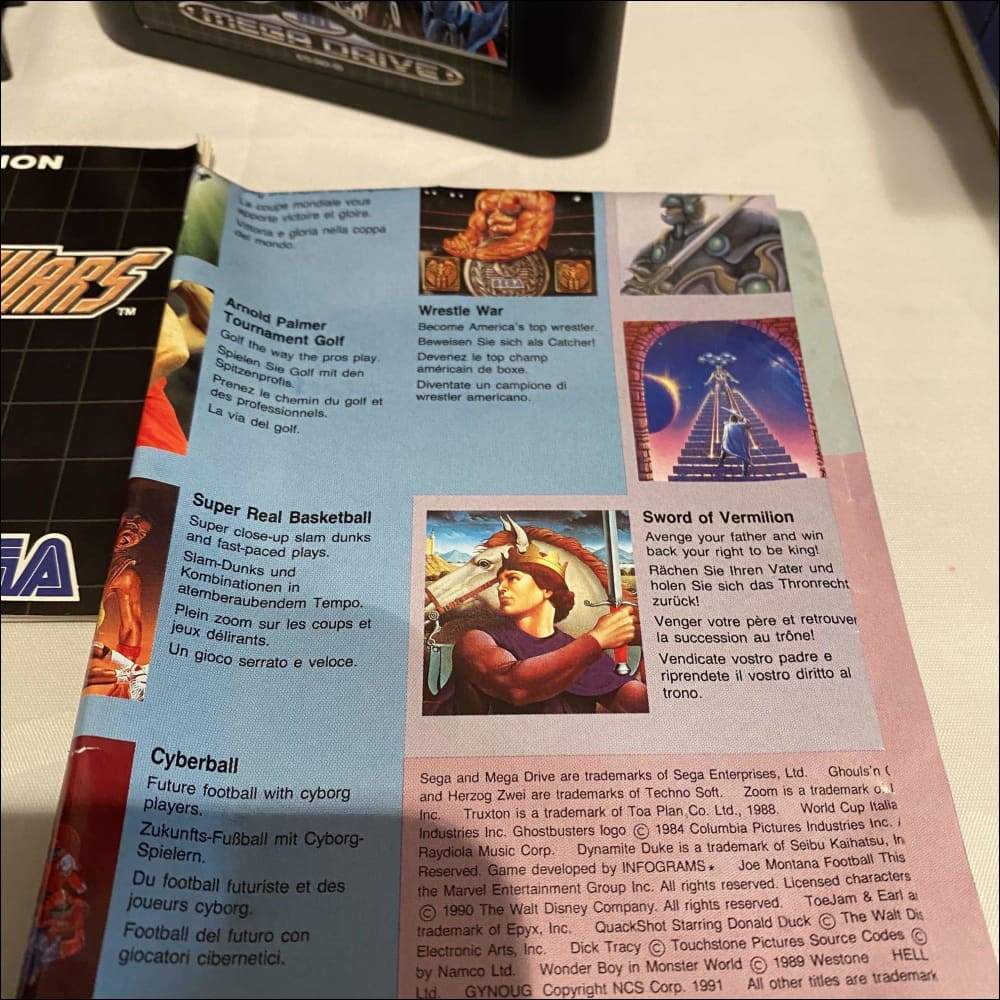 MEGA DRIVE
ION
WARS
TM
SEGA
La coupe mondiale vous
apporte victoire et gloire.
Vittoria e gloria nella coppa
del mondo.
Arnold Palmer
Tournament Golf
Golf the way the pros play.
Spielen Sie Golf mit den
Spitzenprofis.
Prenez le chemin du golf et
des professionnels.
La via del golf.
Super Real Basketball
Super close-up slam dunks
and fast-paced plays.
Slam-Dunks und
Kombinationen in
atemberaubendem Tempo.
Plein zoom sur les coups et
jeux délirants.
Un gioco serrato e veloce.
Cyberball
Future football with cyborg
players.
Zukunfts-Fußball mit Cyborg-
Spielern.
Du football futuriste et des
joueurs cyborg.
Football del futuro con
giocatori cibernetici.
SEGA
Wrestle War
Become America's top wrestler.
Beweisen Sie sich als Catcher!
Devenez le top champ
américain de boxe.
Diventate un campione di
wrestler americano.
Sword of Vermilion
Avenge your father and win
back your right to be king!
Rächen Sie Ihren Vater und
holen Sie sich das Thronrecht
zurück!
Venger votre père et retrouver
la succession au trône!
Vendicate vostro padre e
riprendete il vostro diritto al
trono.
Sega and Mega Drive are trademarks of Sega Enterprises, Ltd. Ghouls'n (
and Herzog Zwei are trademarks of Techno Soft. Zoom is a trademark of
Inc. Truxton is a trademark of Toa Plan Co. Ltd., 1988. World Cup Italia
Industries Inc. Ghostbusters logo © 1984 Columbia Pictures Industries Inc. /
Raydiola Music Corp. Dynamite Duke is a trademark of Seibu Kaihatsu, In
Reserved. Game developed by INFOGRAMS★ Joe Montana Football This
the Marvel Entertainment Group Inc. All rights reserved. Licensed characters
© 1990 The Walt Disney Company. All rights reserved. ToeJam & Earl a
trademark of Epyx, Inc. QuackShot Starring Donald Duck © The Walt Dis
Electronic Arts, Inc. Dick Tracy © Touchstone Pictures Source Codes ©
by Namco Ltd. Wonder Boy in Monster World © 1989 Westone HELL
Ltd. GYNOUG Copyright NCS Corp. 1991 All other titles are trademark